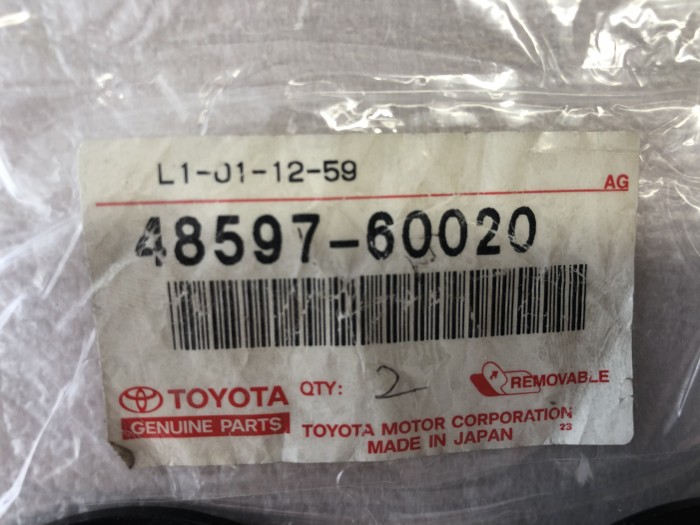 L1-01-12-59
AG
48597-60020
TOYOTA
GENUINE PARTS
QTY: 2
REMOVABLE
TOYOTA MOTOR CORPORATION
MADE IN JAPAN
23